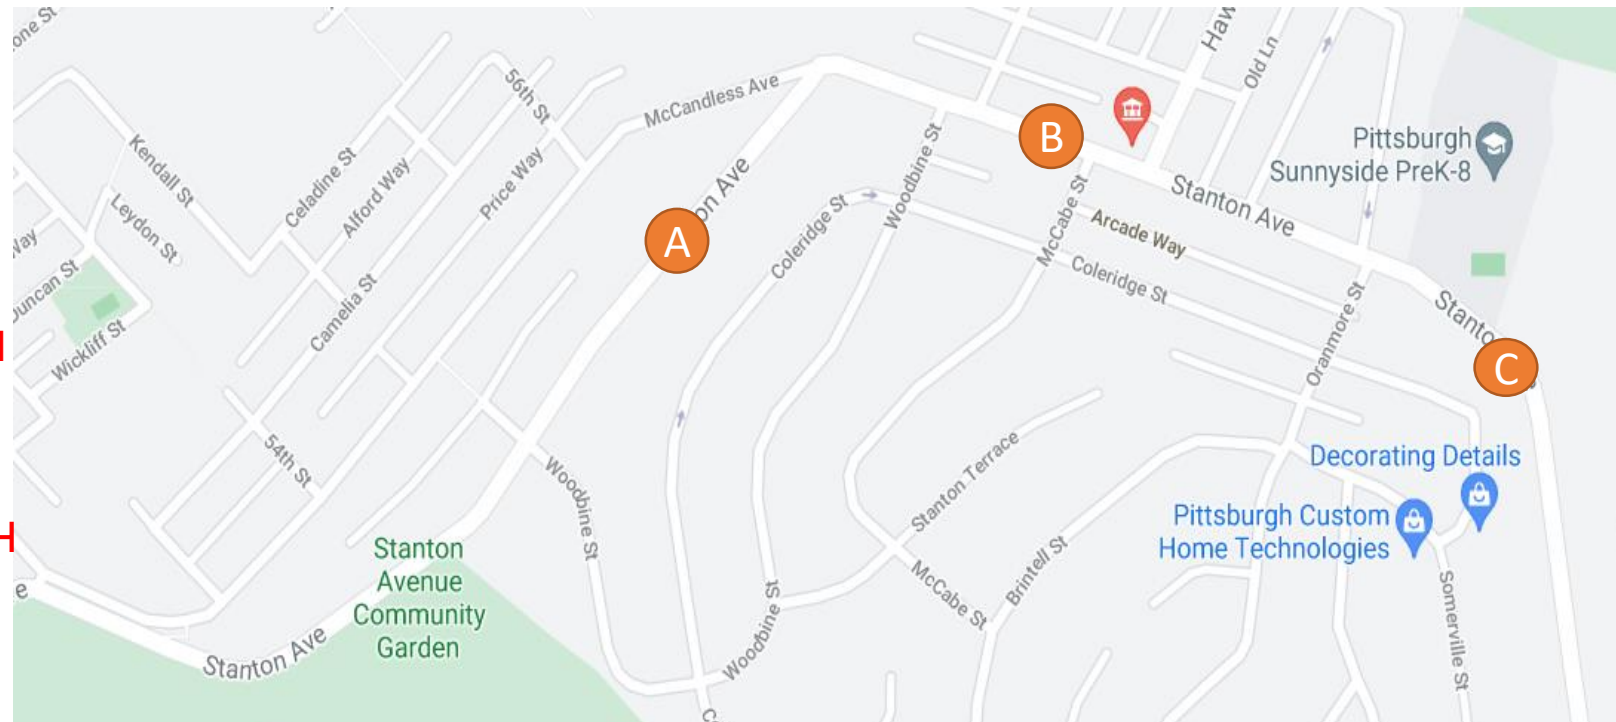 one St
56th St
McCandless Ave
Haw
Old Ln
Kendall St
Leydon St
Celadine St
Alford Way
Price Way
on Ave
A
Woodbine St
B
McCabe St
Stanton Ave
Pittsburgh
Sunnyside PreK-8
Way
Duncan St
Wickliff St
Camelia St
Coleridge St
Arcade Way
Coleridge St
Oranmore St
Stanto
C
54th St
Woodbine St
Stanton Terrace
Decorating Details
Pittsburgh Custom
Home Technologies
H
e
Stanton
Avenue
Community
Garden
Stanton Ave
Woodbine St
McCabe St
Brintell St
Somerville St